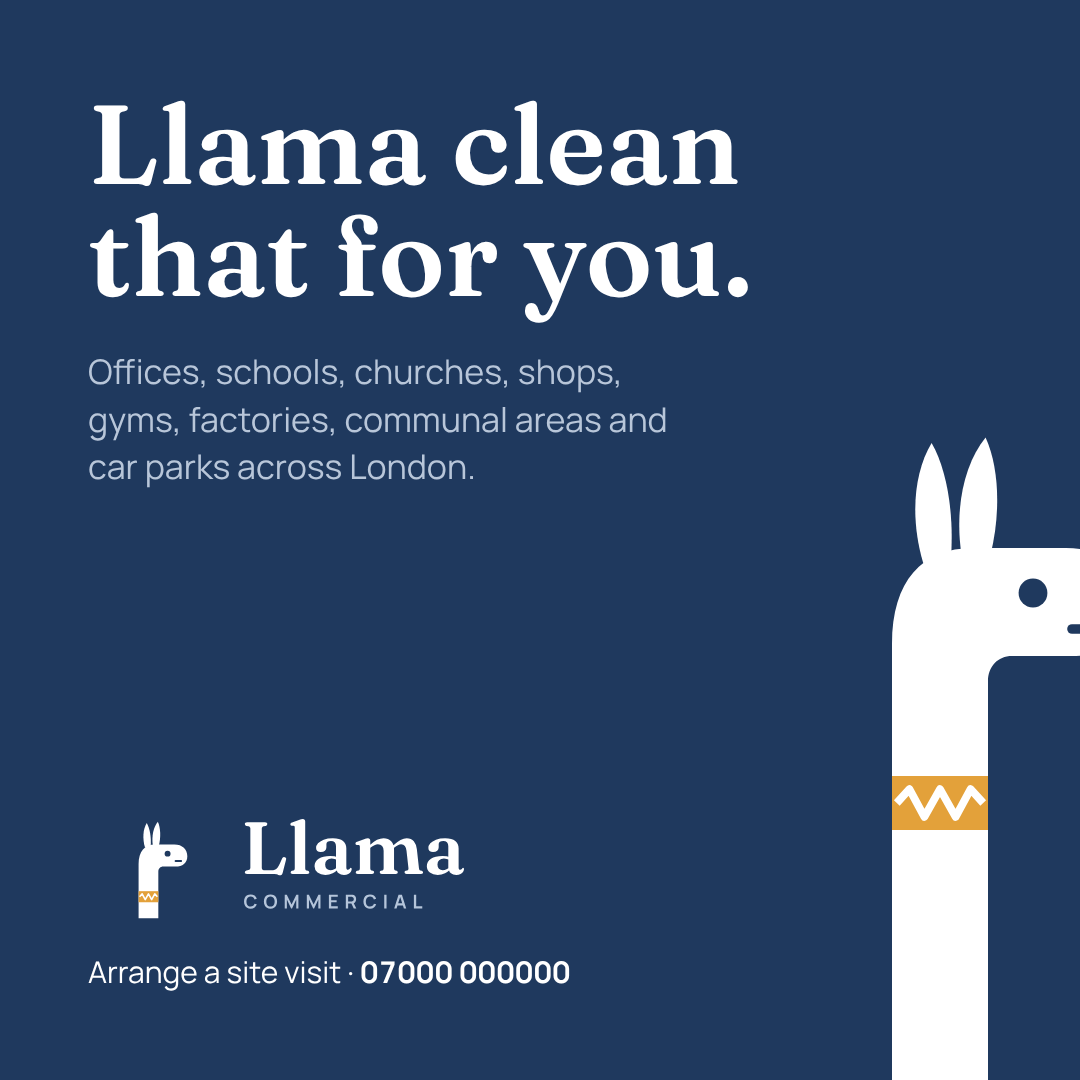 Llama clean
that for you.
Offices, schools, churches, shops,
gyms, factories, communal areas and
car parks across London.
Llama
COMMERCIAL
Arrange a site visit · 07000 000000